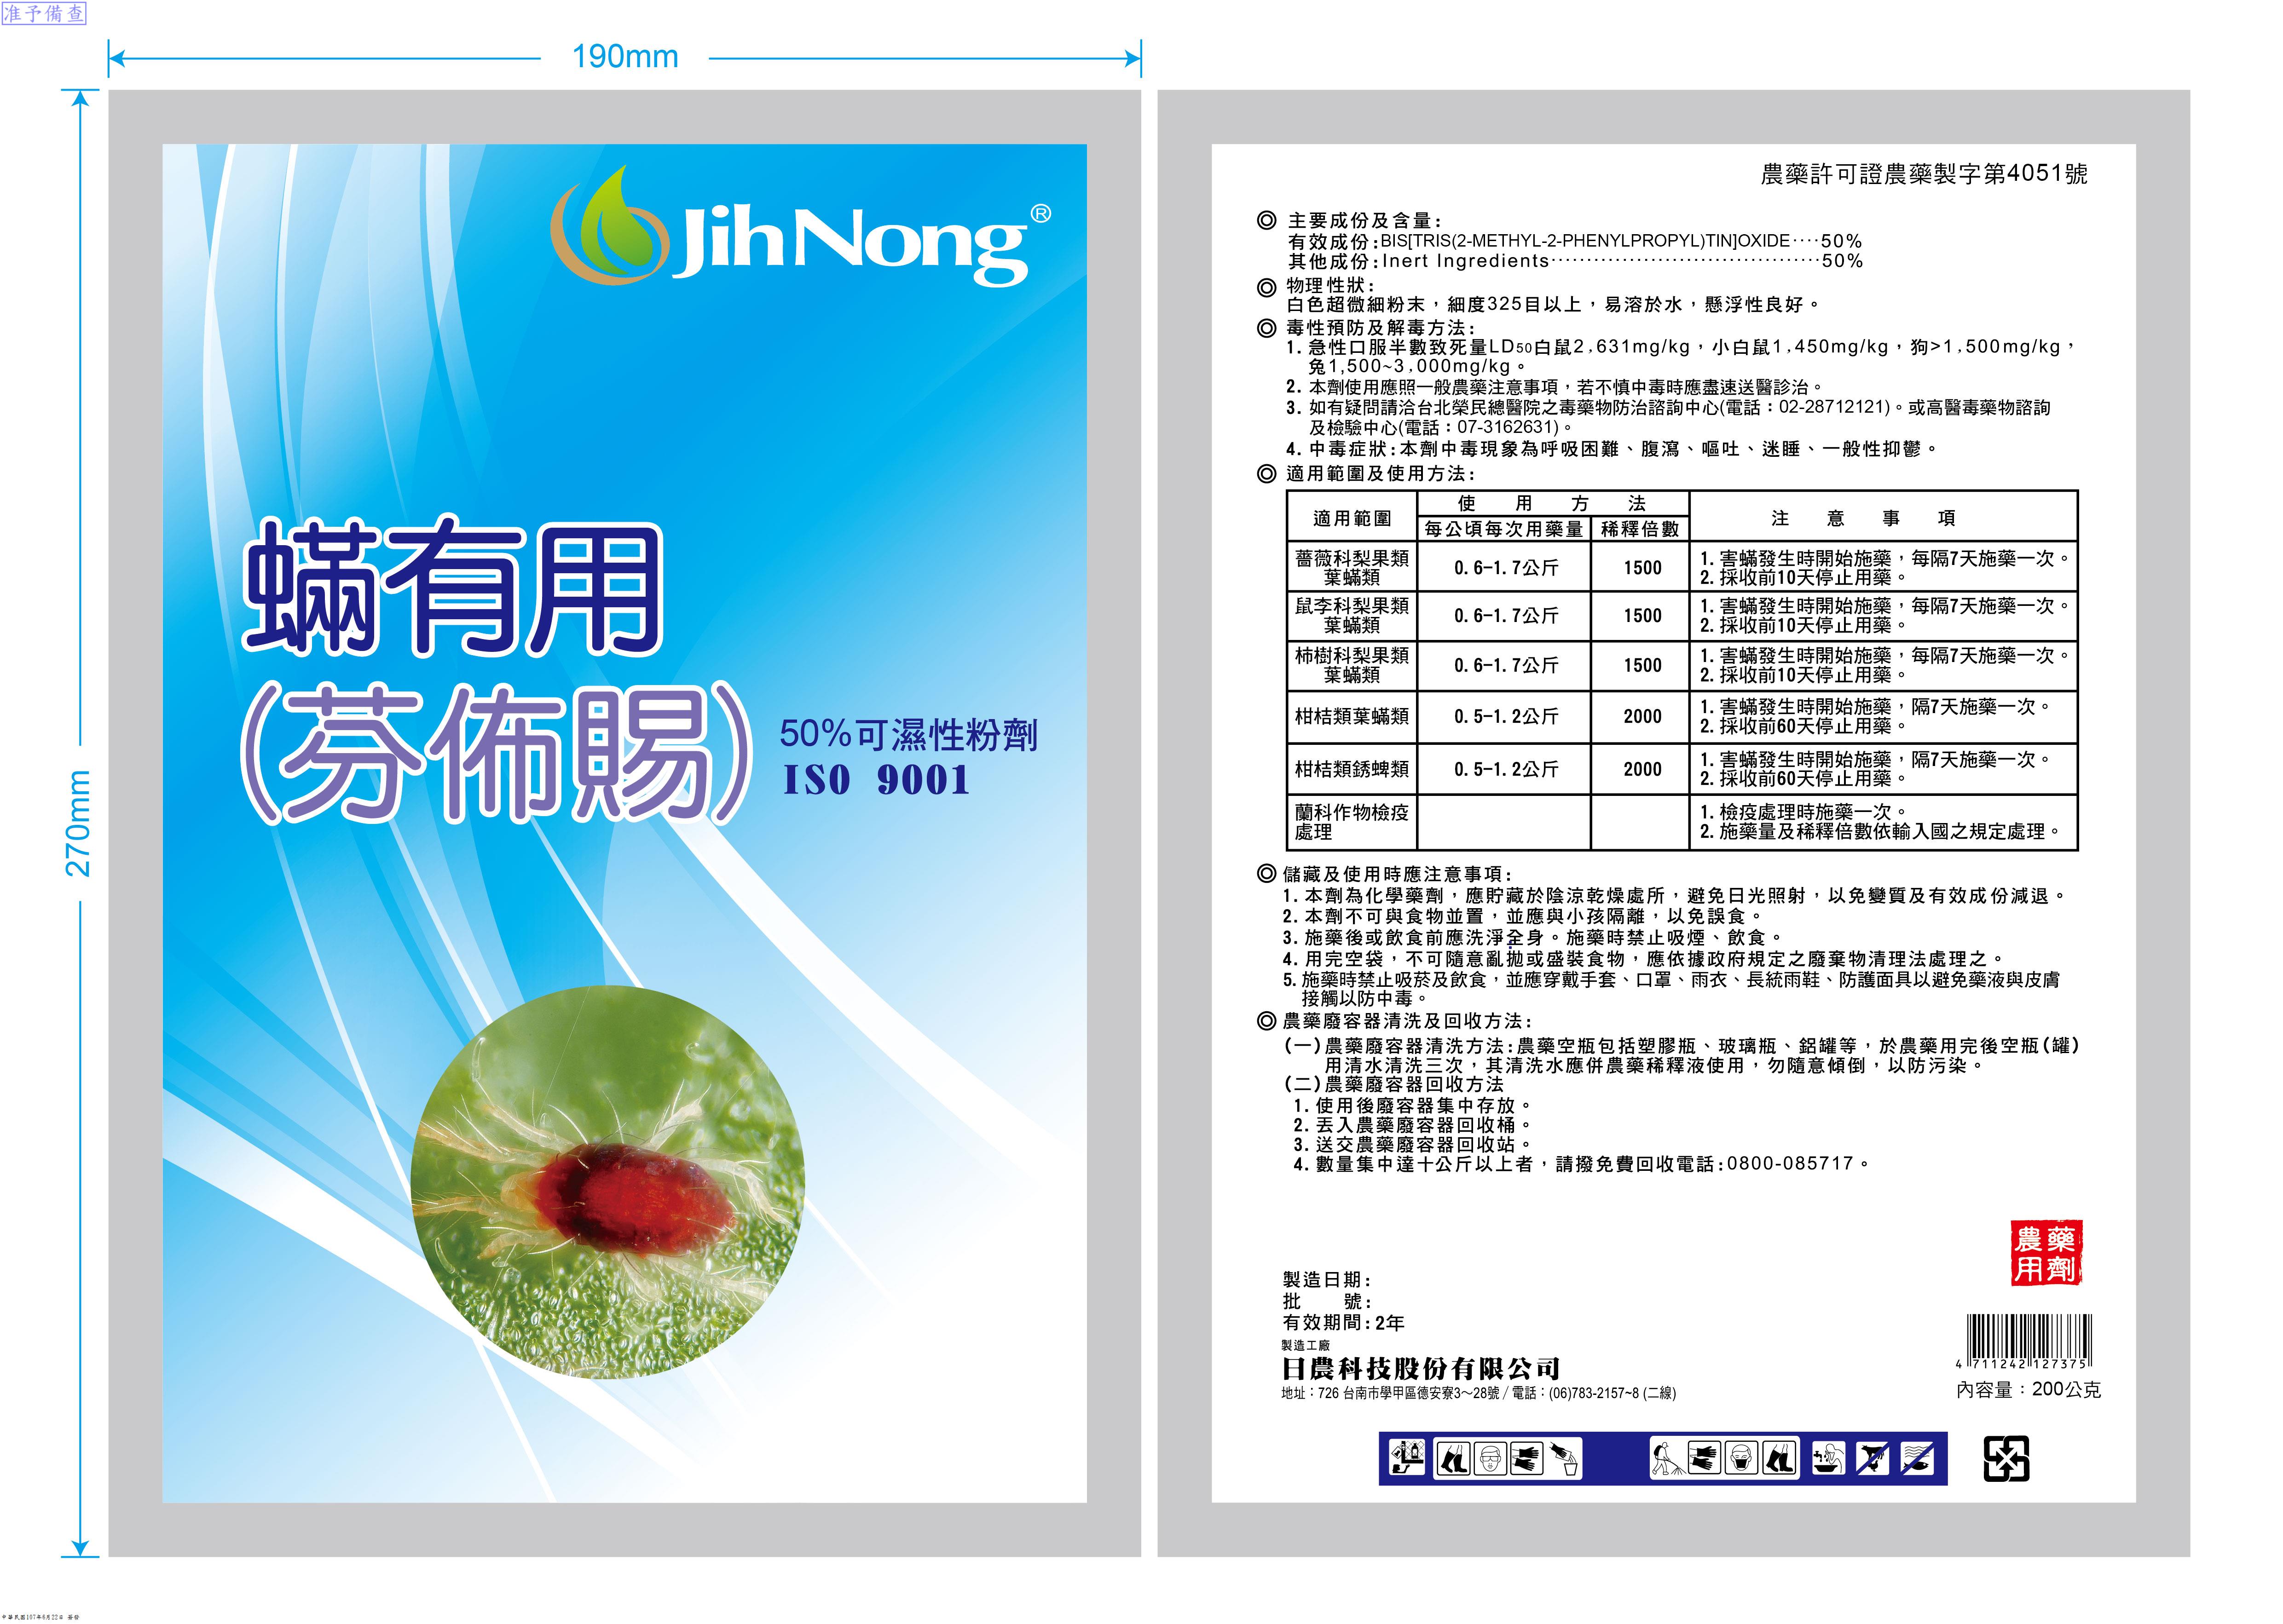 准予備查
190mm
270mm
JihNong®
蟎有用
(芬佈賜)
50%可濕性粉劑
ISO 9001
農藥許可證農藥製字第4051號
◎ 主要成份及含量:
有效成份:BIS[TRIS(2-METHYL-2-PHENYLPROPYL)TIN]OXIDE····50%
其他成份:Inert Ingredients······································50%
◎ 物理性狀:
白色超微細粉末，細度325目以上，易溶於水，懸浮性良好。
◎ 毒性預防及解毒方法:
1. 急性口服半數致死量LD50白鼠2,631mg/kg，小白鼠1,450mg/kg，狗>1,500mg/kg，
兔1,500~3,000mg/kg。
2. 本劑使用應照一般農藥注意事項，若不慎中毒時應盡速送醫診治。
3. 如有疑問請洽台北榮民總醫院之毒藥物防治諮詢中心(電話：02-28712121)。或高醫毒藥物諮詢
及檢驗中心(電話：07-3162631)。
4. 中毒症狀:本劑中毒現象為呼吸困難、腹瀉、嘔吐、迷睡、一般性抑鬱。
◎ 適用範圍及使用方法:
適用範圍 使用方法 注意事項
每公頃每次用藥量 稀釋倍數
薔薇科梨果類 1. 害蟎發生時開始施藥，每隔7天施藥一次。
葉蟎類 0.6-1.7公斤 1500 2. 採收前10天停止用藥。
鼠李科梨果類 1. 害蟎發生時開始施藥，每隔7天施藥一次。
葉蟎類 0.6-1.7公斤 1500 2. 採收前10天停止用藥。
柿樹科梨果類 1. 害蟎發生時開始施藥，每隔7天施藥一次。
葉蟎類 0.6-1.7公斤 1500 2. 採收前10天停止用藥。
柑桔類葉蟎類 0.5-1.2公斤 2000 1. 害蟎發生時開始施藥，隔7天施藥一次。
2. 採收前60天停止用藥。
柑桔類銹蜱類 0.5-1.2公斤 2000 1. 害蟎發生時開始施藥，隔7天施藥一次。
2. 採收前60天停止用藥。
蘭科作物檢疫 1. 檢疫處理時施藥一次。
處理 2. 施藥量及稀釋倍數依輸入國之規定處理。
◎ 儲藏及使用時應注意事項:
1. 本劑為化學藥劑，應貯藏於陰涼乾燥處所，避免日光照射，以免變質及有效成份減退。
2. 本劑不可與食物並置，並應與小孩隔離，以免誤食。
3. 施藥後或飲食前應洗淨全身。施藥時禁止吸煙、飲食。
4. 用完空袋，不可隨意亂拋或盛裝食物，應依據政府規定之廢棄物清理法處理之。
5. 施藥時禁止吸菸及飲食，並應穿戴手套、口罩、雨衣、長統雨鞋、防護面具以避免藥液與皮膚
接觸以防中毒。
◎ 農藥廢容器清洗及回收方法:
(一)農藥廢容器清洗方法:農藥空瓶包括塑膠瓶、玻璃瓶、鋁罐等，於農藥用完後空瓶(罐)
用清水清洗三次，其清洗水應併農藥稀釋液使用，勿隨意傾倒，以防污染。
(二)農藥廢容器回收方法
1. 使用後廢容器集中存放。
2. 丟入農藥廢容器回收桶。
3. 送交農藥廢容器回收站。
4. 數量集中達十公斤以上者，請撥免費回收電話:0800-085717。
農藥
用劑
製造日期:
批 號:
有效期間:2年
製造工廠
日農科技股份有限公司
地址：726 台南市學甲區德安寮3～28號 / 電話：(06)783-2157~8 (二線)
4 711242 127375
內容量：200公克
中華民國107年6月22日 簽發